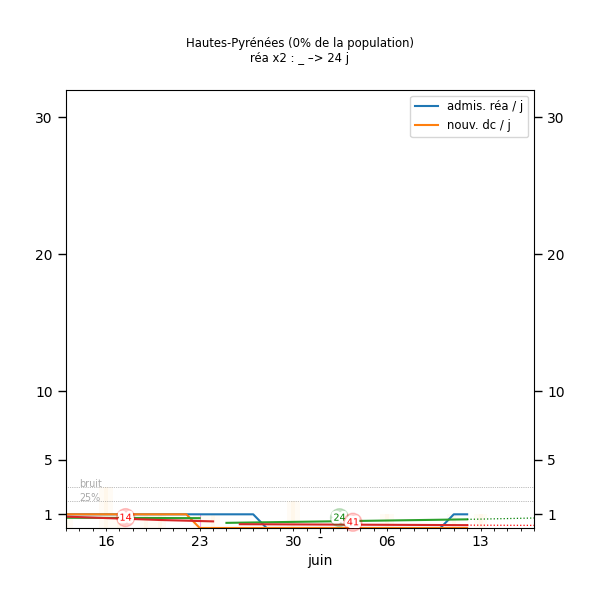 Hautes-Pyrénées (0% de la population)
réa x2 : _ –> 24 j
admis. réa / j
nouv. dc / j
30 30
20 20
10 10
5 5
bruit
25%
1 1
14
24
41
16 23 30 - 06 13
juin